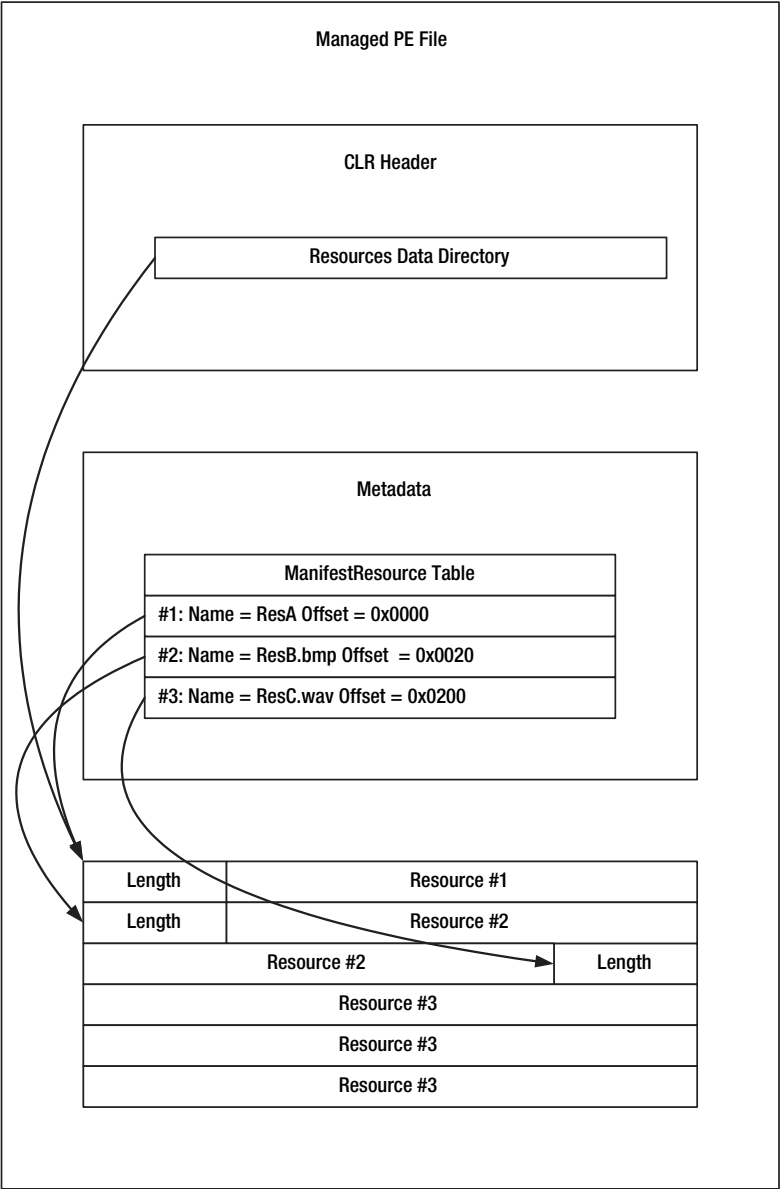 Managed PE File
CLR Header
Resources Data Directory
Metadata
ManifestResource Table
#1: Name = ResA Offset = 0x0000
#2: Name = ResB.bmp Offset  = 0x0020
#3: Name = ResC.wav Offset = 0x0200
Length Resource #1
Length Resource #2
Resource #2 Length
Resource #3
Resource #3
Resource #3